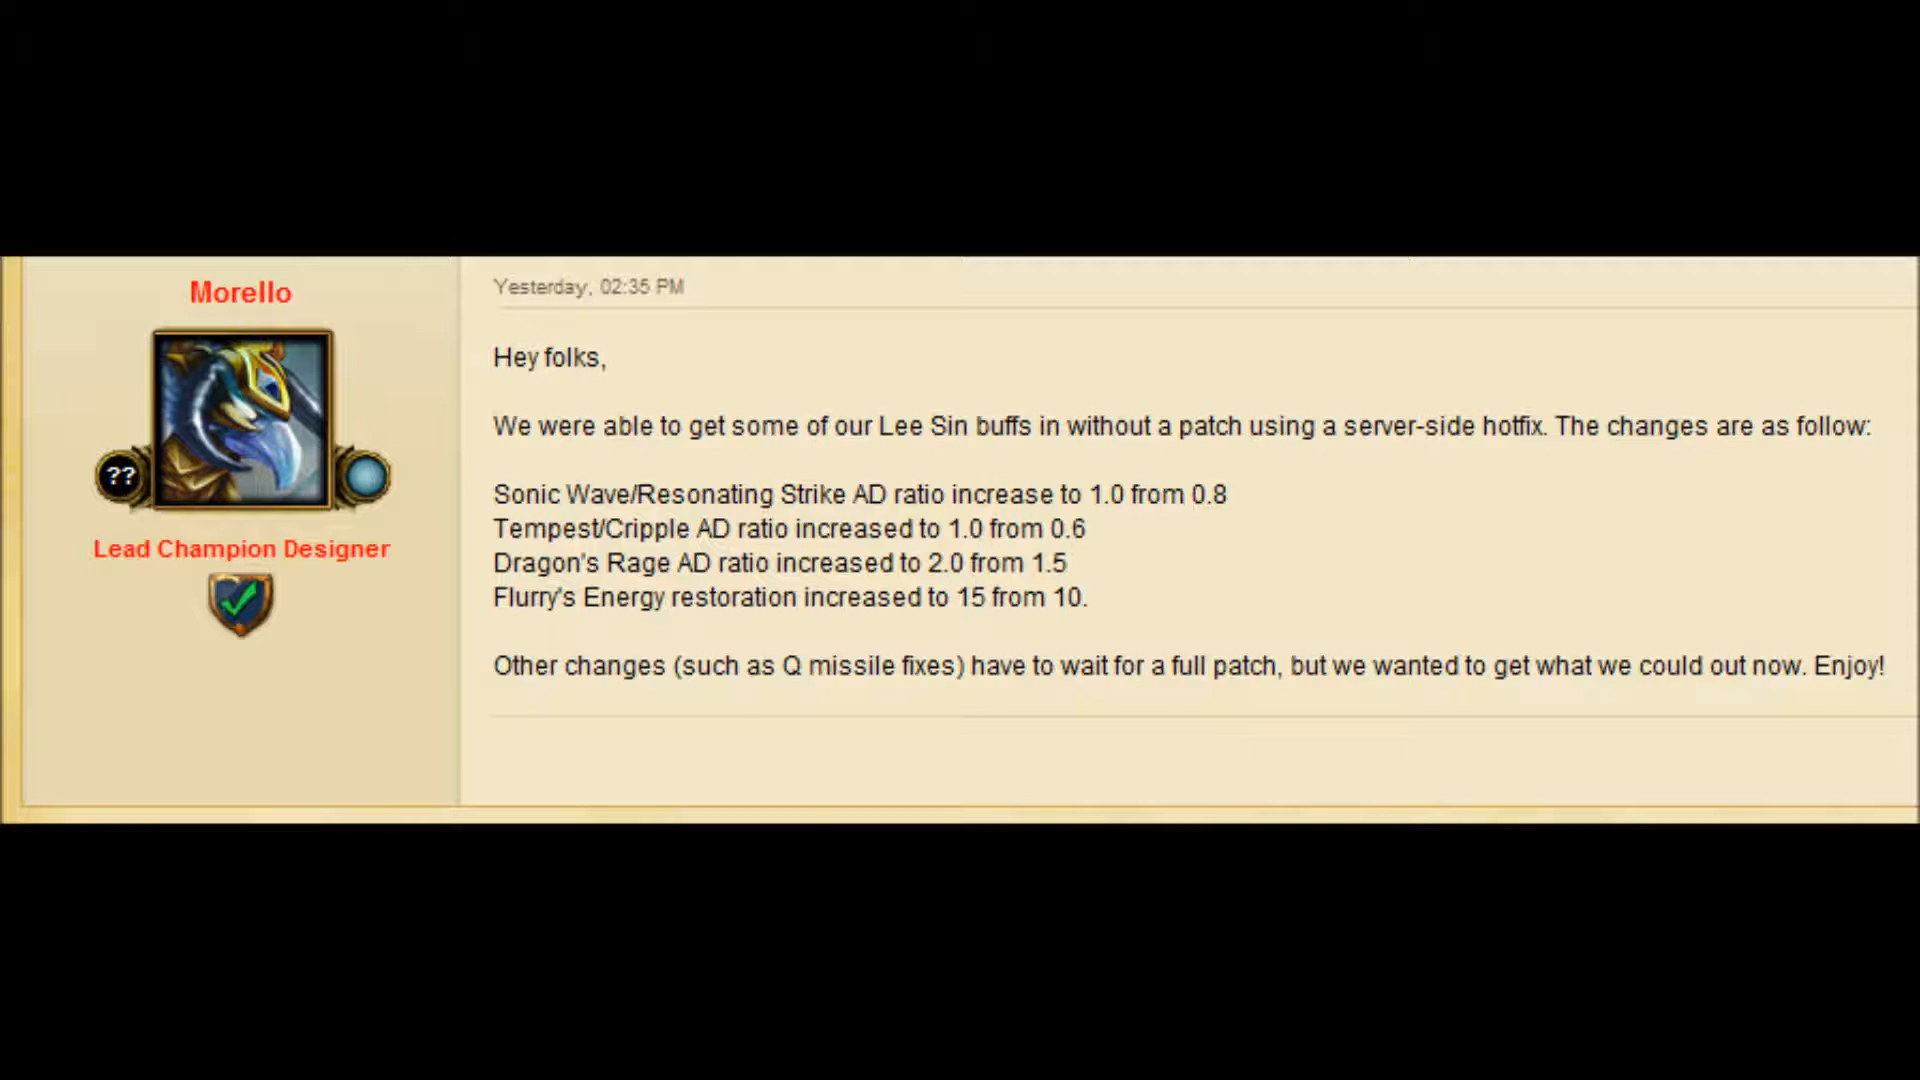 Morello
??
Lead Champion Designer
Yesterday, 02:35 PM
Hey folks,
We were able to get some of our Lee Sin buffs in without a patch using a server-side hotfix. The changes are as follow:
Sonic Wave/Resonating Strike AD ratio increase to 1.0 from 0.8
Tempest/Cripple AD ratio increased to 1.0 from 0.6
Dragon's Rage AD ratio increased to 2.0 from 1.5
Flurry's Energy restoration increased to 15 from 10.
Other changes (such as Q missile fixes) have to wait for a full patch, but we wanted to get what we could out now. Enjoy!